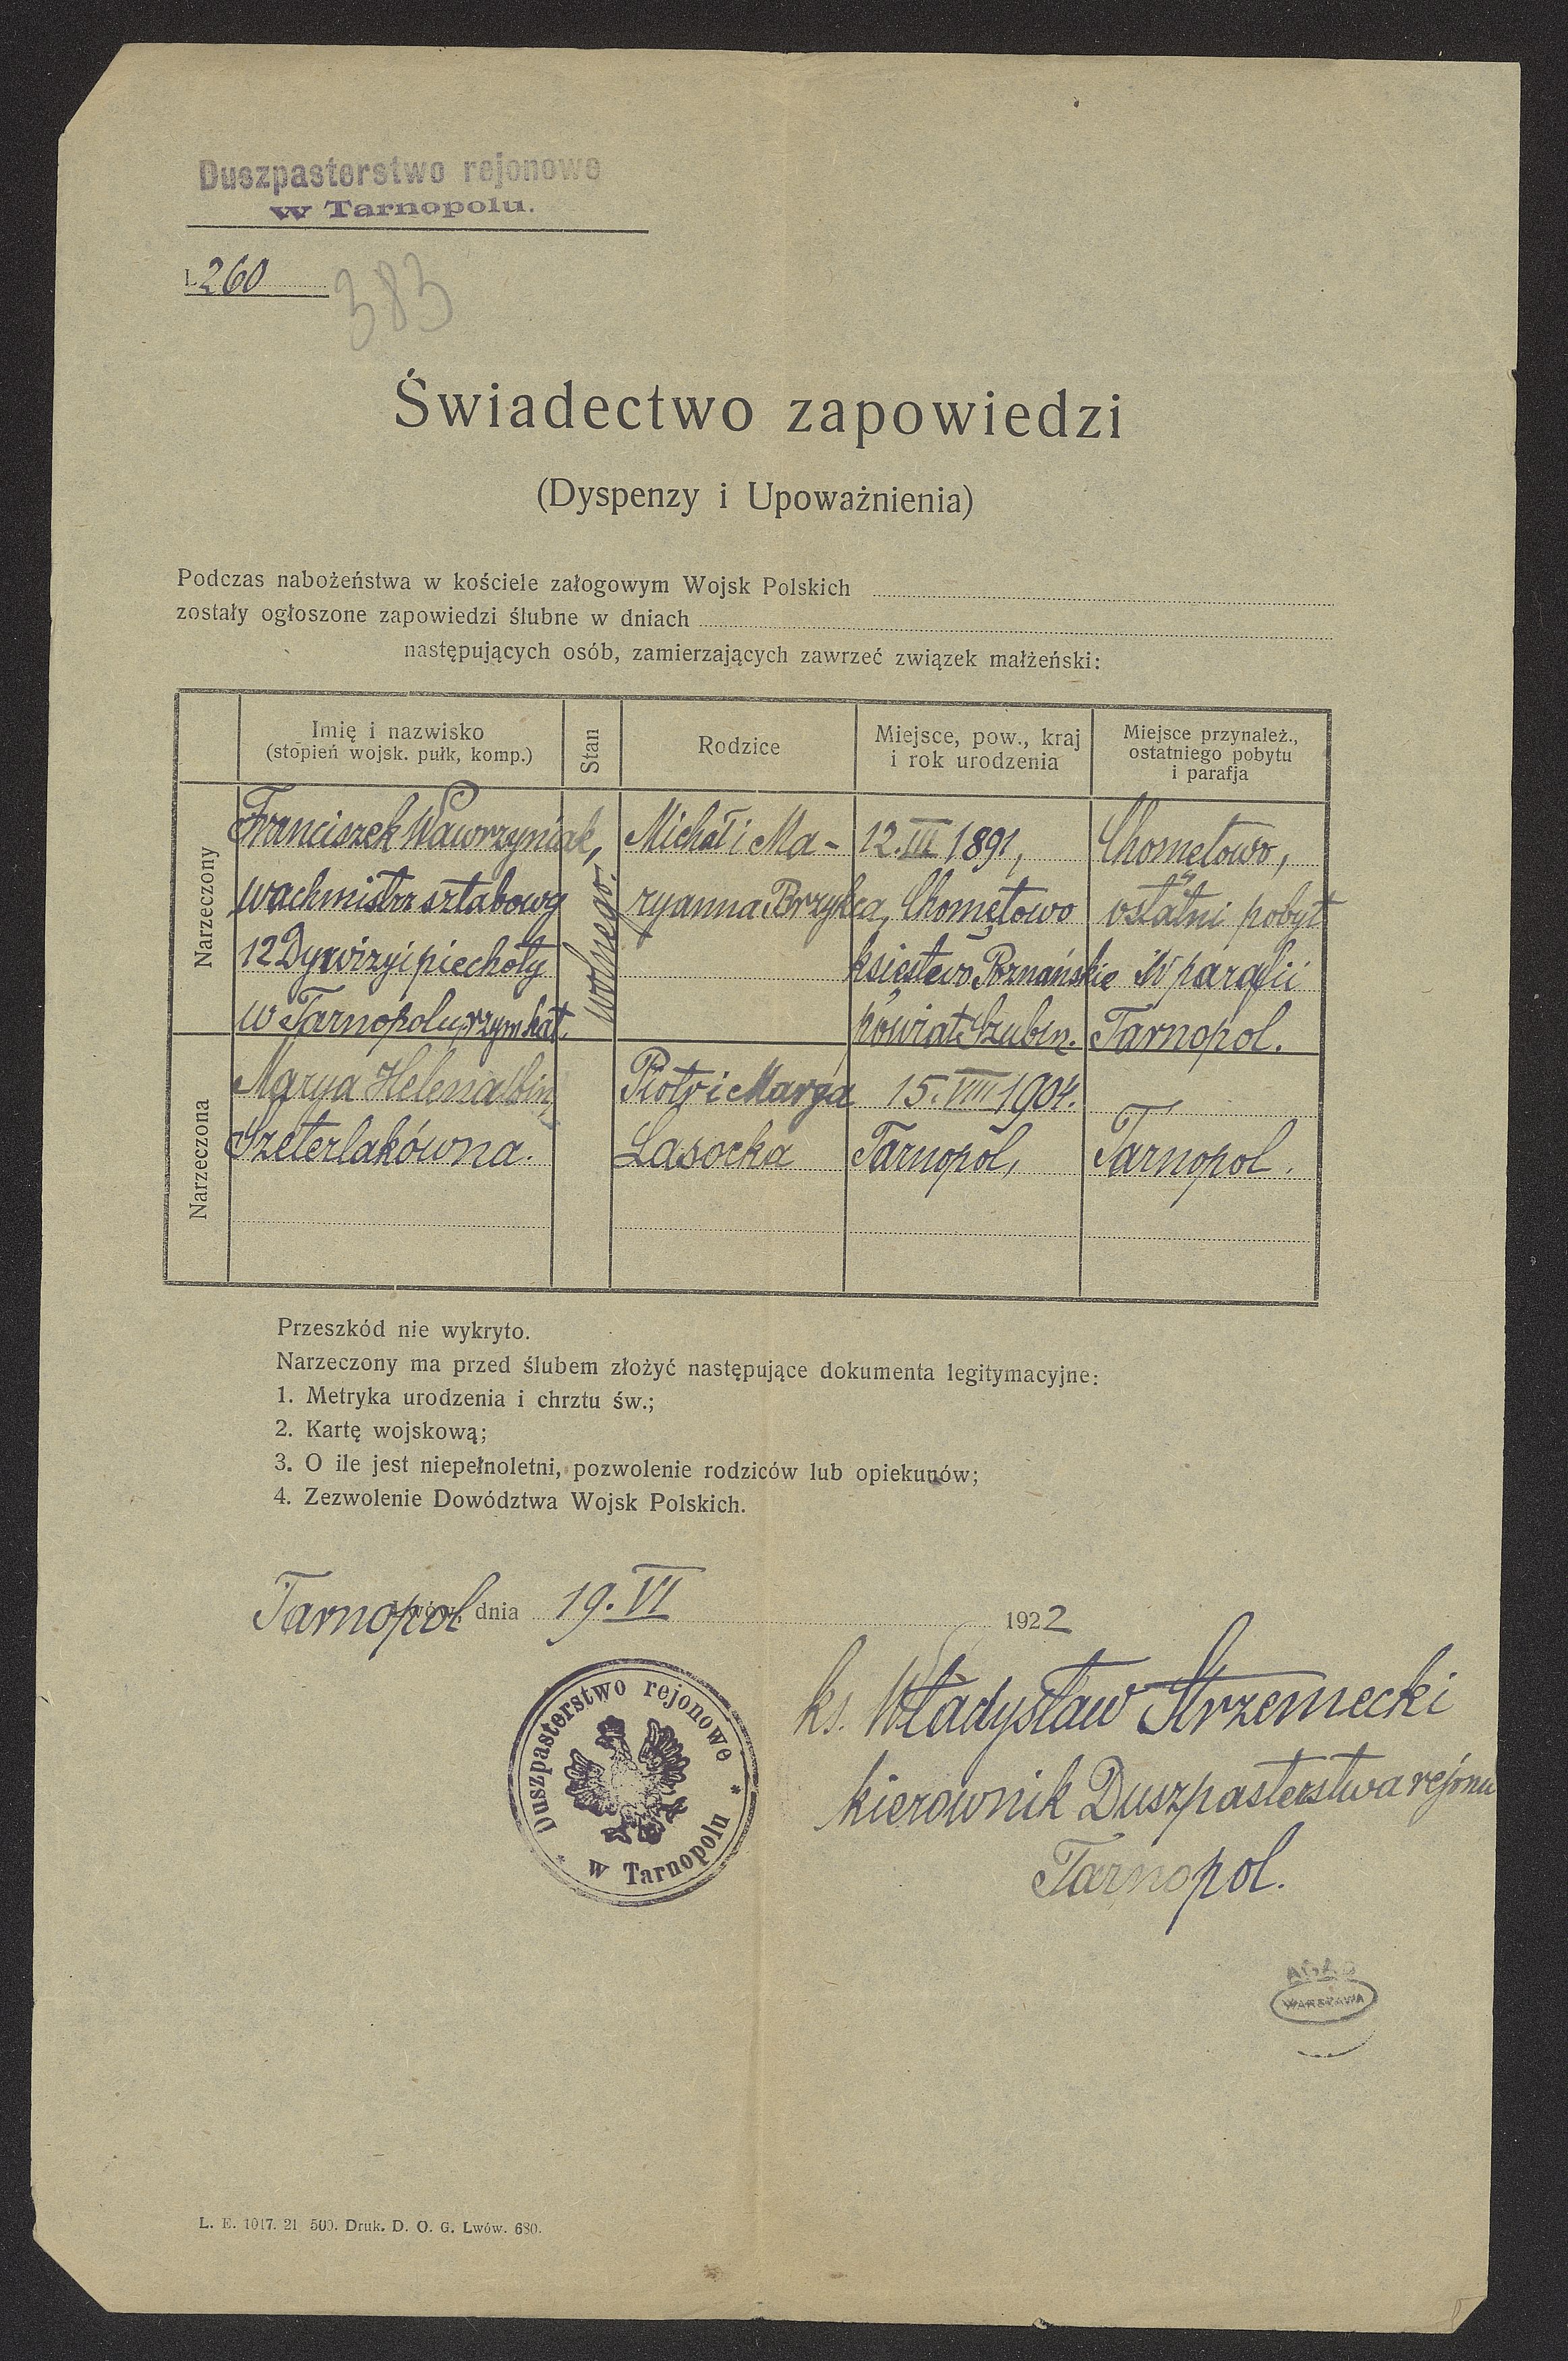 Duszpasterstwo rejonowe
w Tarnopolu.
L. 260
383
Świadectwo zapowiedzi
(Dyspenzy i Upoważnienia)
Podczas nabożeństwa w kościele załogowym Wojsk Polskich
zostały ogłoszone zapowiedzi ślubne w dniach
następujących osób, zamierzających zawrzeć związek małżeński:
Imię i nazwisko
(stopień wojsk. pułk, komp.)
Stan
Rodzice
Miejsce, pow., kraj
i rok urodzenia
Miejsce przynależ.,
ostatniego pobytu
i parafja
Narzeczony
Franciszek Wawrzyniak,
wachmistrz sztabowy
12 Dywizyi piechoty
w Tarnopolu, rzym kat.
wolnego.
Michał i Ma-
ryanna Brzykca,
12. III 1891,
Chomętowo
księstwo Poznańskie
powiat Szubin.
Chomętowo,
ostatni pobyt
w parafii
Tarnopol.
Narzeczona
Marya Helena
Szeterlakówna.
Piotr i Marya
Lasocka
15. VIII 1904.
Tarnopol,
Tarnopol.
Przeszkód nie wykryto.
Narzeczony ma przed ślubem złożyć następujące dokumenta legitymacyjne:
1. Metryka urodzenia i chrztu św.;
2. Kartę wojskową;
3. O ile jest niepełnoletni, pozwolenie rodziców lub opiekunów;
4. Zezwolenie Dowództwa Wojsk Polskich.
Tarnopol dnia 19. VI 1922
ks. Władysław Strzemecki
kierownik Duszpasterstwa rejonu
Tarnopol.
Duszpasterstwo rejonowe
* w Tarnopolu *
AGAD
WARSZAWA
L. E. 1017. 21 500. Druk. D. O. G. Lwów. 680.